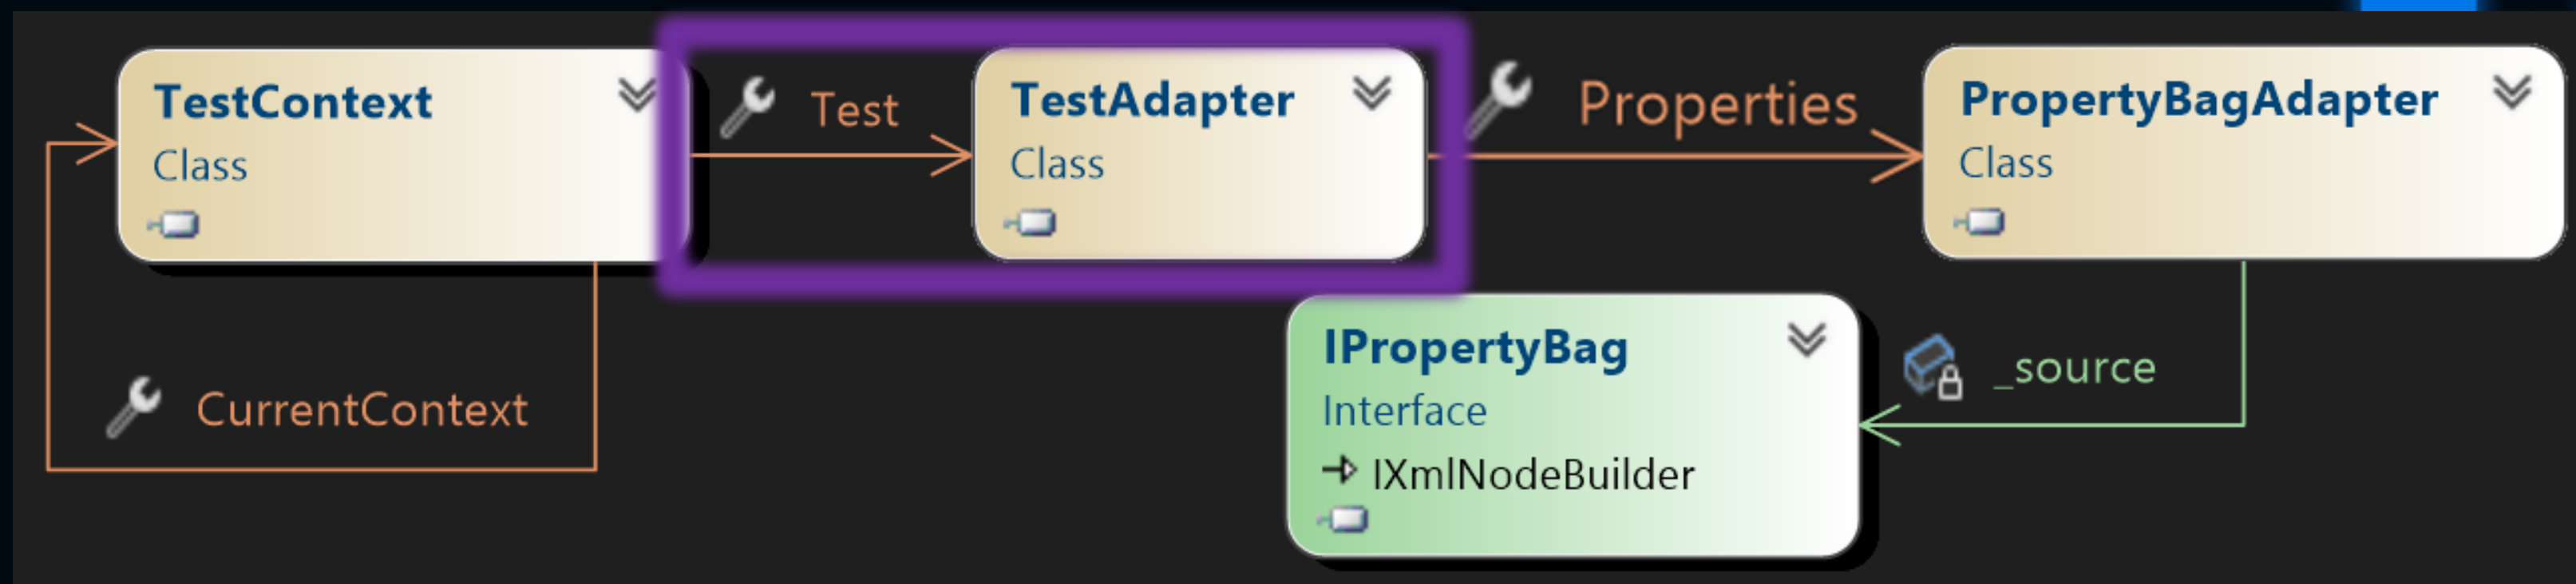 TestContext
Class
Test
TestAdapter
Class
Properties
PropertyBagAdapter
Class
CurrentContext
IPropertyBag
Interface
IXmlNodeBuilder
_source